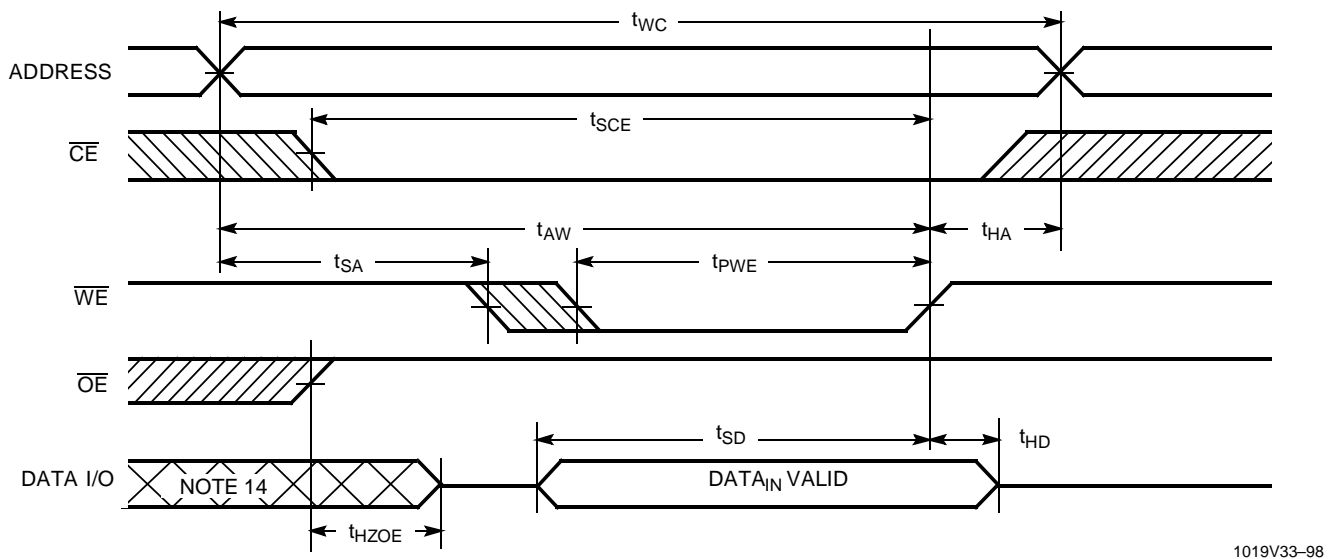 tWC
ADDRESS
tSCE
CE
tAW
tHA
tSA
tPWE
WE
OE
tSD
tHD
DATA I/O
NOTE 14
DATAIN VALID
tHZOE
1019V33–98